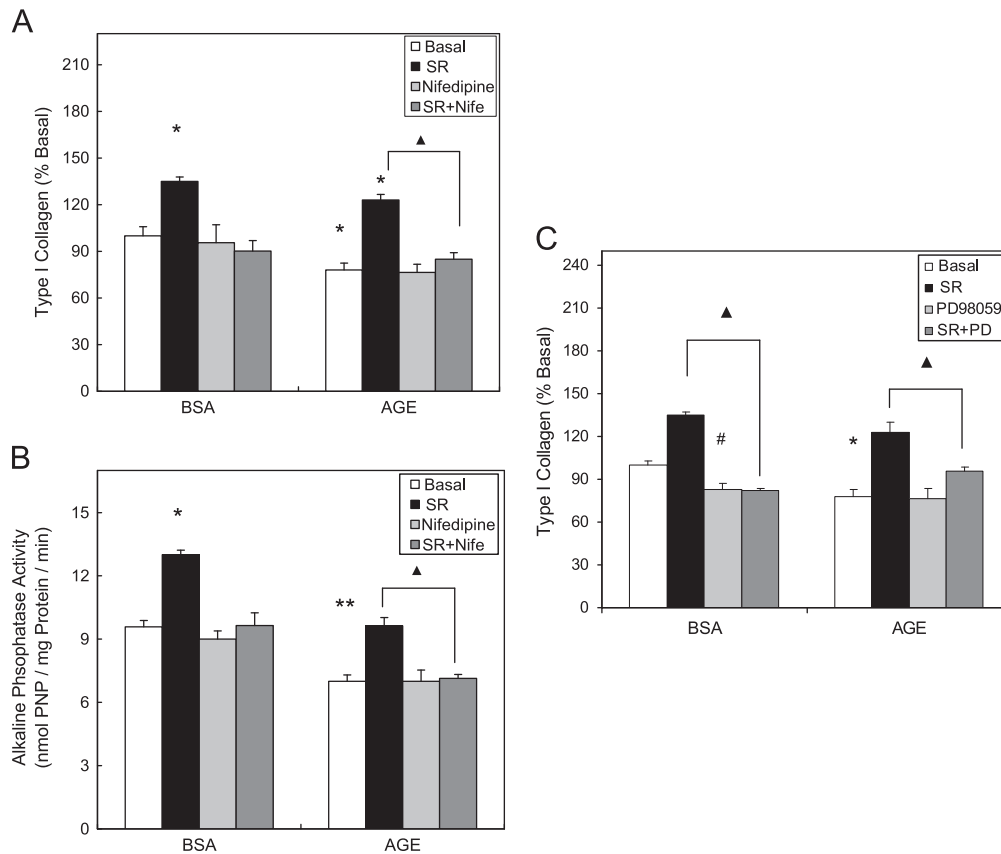 A
Type I Collagen (% Basal)
210
180
150
120
90
60
30
0
Basal
SR
Nifedipine
SR+Nife
*
*
*
▲
BSA
AGE
B
Alkaline Phsophatase Activity
(nmol PNP / mg Protein / min)
15
12
9
6
3
0
Basal
SR
Nifedipine
SR+Nife
*
**
▲
BSA
AGE
C
Type I Collagen (% Basal)
240
210
180
150
120
90
60
30
0
Basal
SR
PD98059
SR+PD
▲
▲
#
*
BSA
AGE